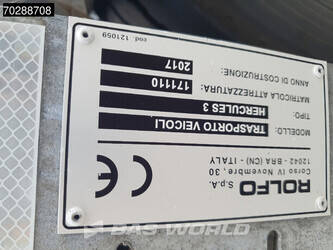 70288708
ROLFO S.p.A.
Corso IV Novembre, 30
12042 - BRA (CN) - ITALY
CE
MODELLO: TRASPORTO VEICOLI
TIPO: HERCULES 3
MATRICOLA ATTREZZATURA: 171110
ANNO DI COSTRUZIONE: 2017
cod. 121059
BAS WORLD